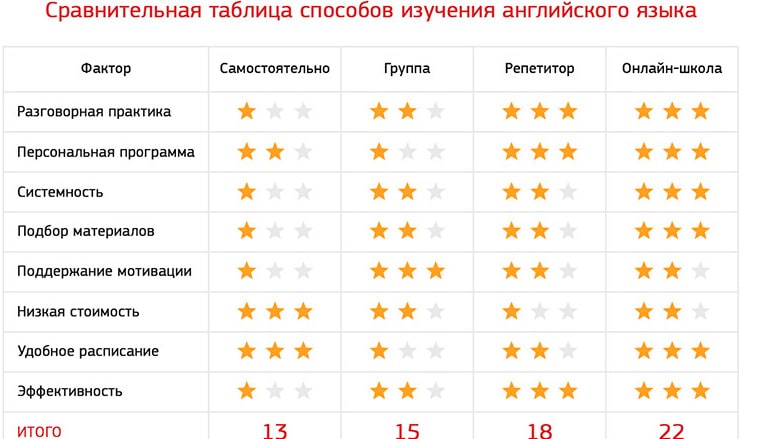 Сравнительная таблица способов изучения английского языка
Фактор Самостоятельно Группа Репетитор Онлайн-школа
Разговорная практика
Персональная программа
Системность
Подбор материалов
Поддержание мотивации
Низкая стоимость
Удобное расписание
Эффективность
ИТОГО 13 15 18 22